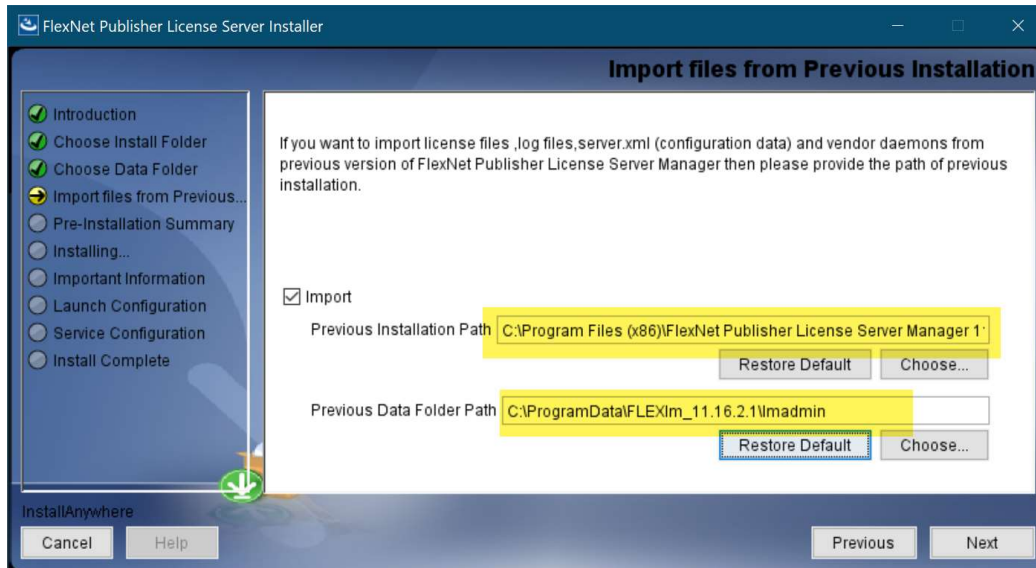 FlexNet Publisher License Server Installer
Import files from Previous Installation
Introduction
Choose Install Folder
Choose Data Folder
Import files from Previous...
Pre-Installation Summary
Installing...
Important Information
Launch Configuration
Service Configuration
Install Complete
If you want to import license files ,log files,server.xml (configuration data) and vendor daemons from
previous version of FlexNet Publisher License Server Manager then please provide the path of previous
installation.
Import
Previous Installation Path C:\Program Files (x86)\FlexNet Publisher License Server Manager 1
Restore Default Choose...
Previous Data Folder Path C:\ProgramData\FLEXlm_11.16.2.1\lmadmin
Restore Default Choose...
InstallAnywhere
Cancel Help Previous Next